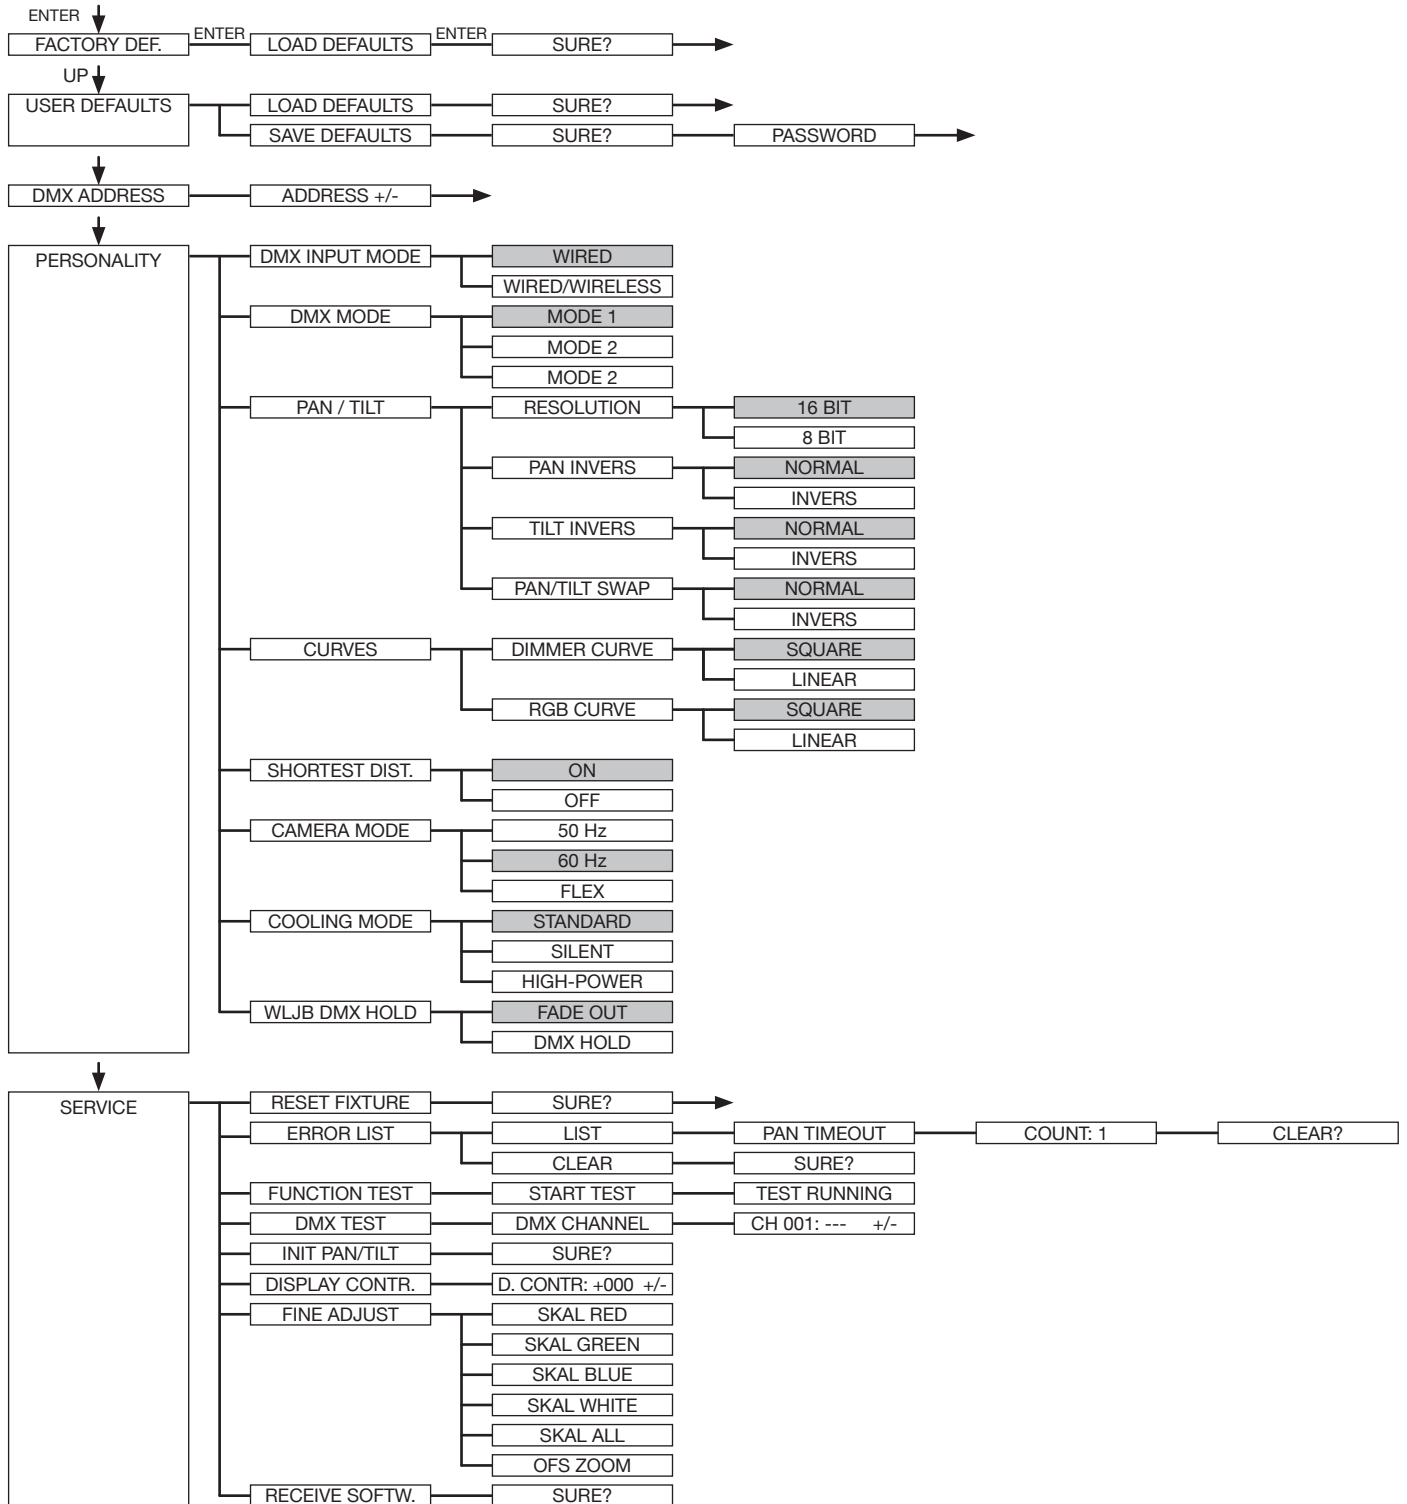 ENTER
FACTORY DEF. ENTER LOAD DEFAULTS ENTER SURE?
UP
USER DEFAULTS LOAD DEFAULTS SURE?
SAVE DEFAULTS SURE? PASSWORD
DMX ADDRESS ADDRESS +/-
PERSONALITY DMX INPUT MODE WIRED
WIRED/WIRELESS
DMX MODE MODE 1
MODE 2
MODE 2
PAN / TILT RESOLUTION 16 BIT
8 BIT
PAN INVERS NORMAL
INVERS
TILT INVERS NORMAL
INVERS
PAN/TILT SWAP NORMAL
INVERS
CURVES DIMMER CURVE SQUARE
LINEAR
RGB CURVE SQUARE
LINEAR
SHORTEST DIST. ON
OFF
CAMERA MODE 50 Hz
60 Hz
FLEX
COOLING MODE STANDARD
SILENT
HIGH-POWER
WLJB DMX HOLD FADE OUT
DMX HOLD
SERVICE RESET FIXTURE SURE?
ERROR LIST LIST PAN TIMEOUT COUNT: 1 CLEAR?
CLEAR SURE?
FUNCTION TEST START TEST TEST RUNNING
DMX TEST DMX CHANNEL CH 001: --- +/-
INIT PAN/TILT SURE?
DISPLAY CONTR. D. CONTR: +000 +/-
FINE ADJUST SKAL RED
SKAL GREEN
SKAL BLUE
SKAL WHITE
SKAL ALL
OFS ZOOM
RECEIVE SOFTW. SURE?